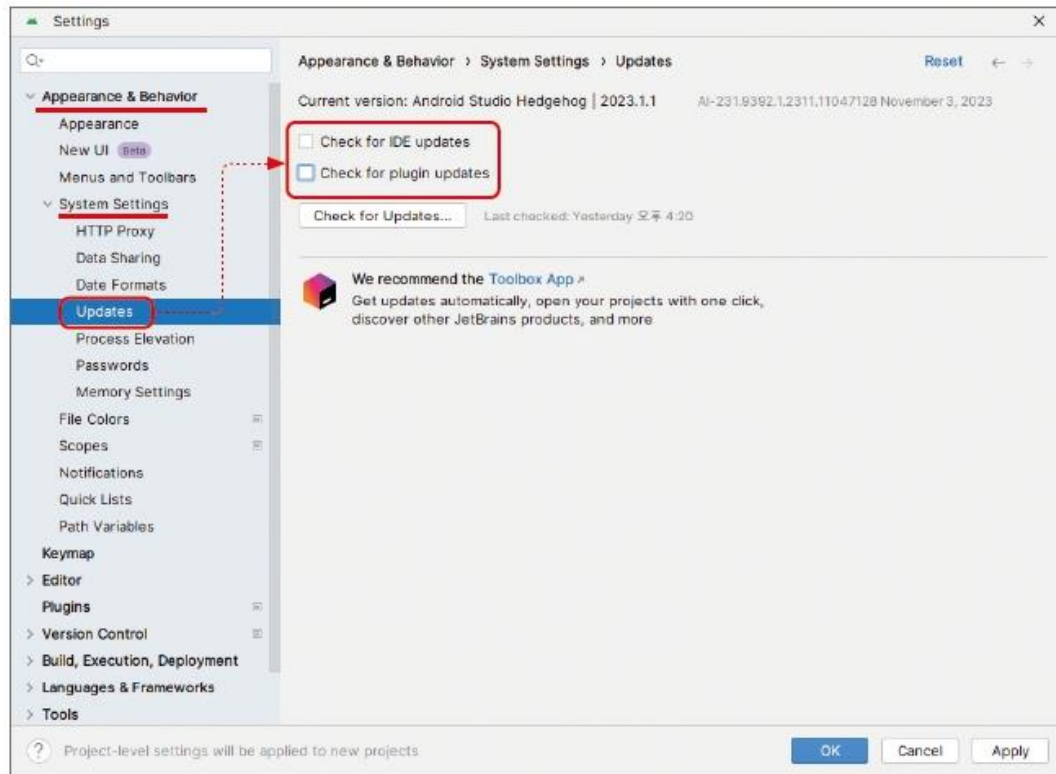 Settings
Appearance & Behavior
Appearance
New UI Beta
Menus and Toolbars
System Settings
HTTP Proxy
Data Sharing
Date Formats
Updates
Process Elevation
Passwords
Memory Settings
File Colors
Scopes
Notifications
Quick Lists
Path Variables
Keymap
Editor
Plugins
Version Control
Build, Execution, Deployment
Languages & Frameworks
Tools
Appearance & Behavior › System Settings › Updates
Reset
Current version: Android Studio Hedgehog | 2023.1.1 AI-231.9392.1.2311.11047128 November 3, 2023
Check for IDE updates
Check for plugin updates
Check for Updates... Last checked: Yesterday 오후 4:20
We recommend the Toolbox App ↗
Get updates automatically, open your projects with one click,
discover other JetBrains products, and more
? Project-level settings will be applied to new projects
OK Cancel Apply